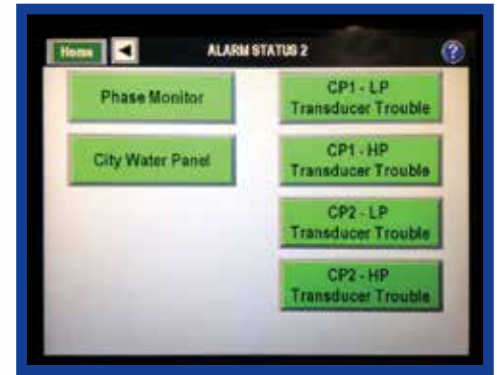 Home
ALARM STATUS 2
?
Phase Monitor
City Water Panel
CP1 - LP
Transducer Trouble
CP1 - HP
Transducer Trouble
CP2 - LP
Transducer Trouble
CP2 - HP
Transducer Trouble